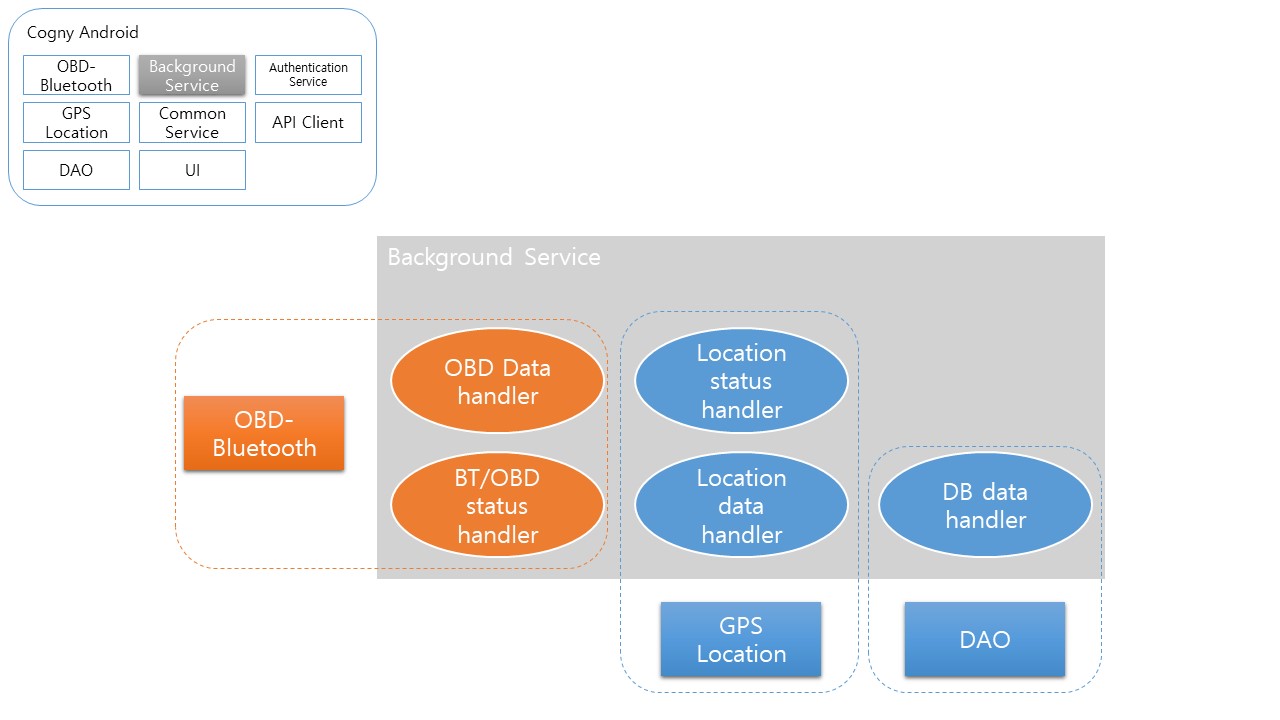 Cogny Android
OBD-
Bluetooth
Background
Service
Authentication
Service
GPS
Location
Common
Service
API Client
DAO
UI
Background Service
OBD Data
handler
Location
status
handler
OBD-
Bluetooth
BT/OBD
status
handler
Location
data
handler
DB data
handler
GPS
Location
DAO